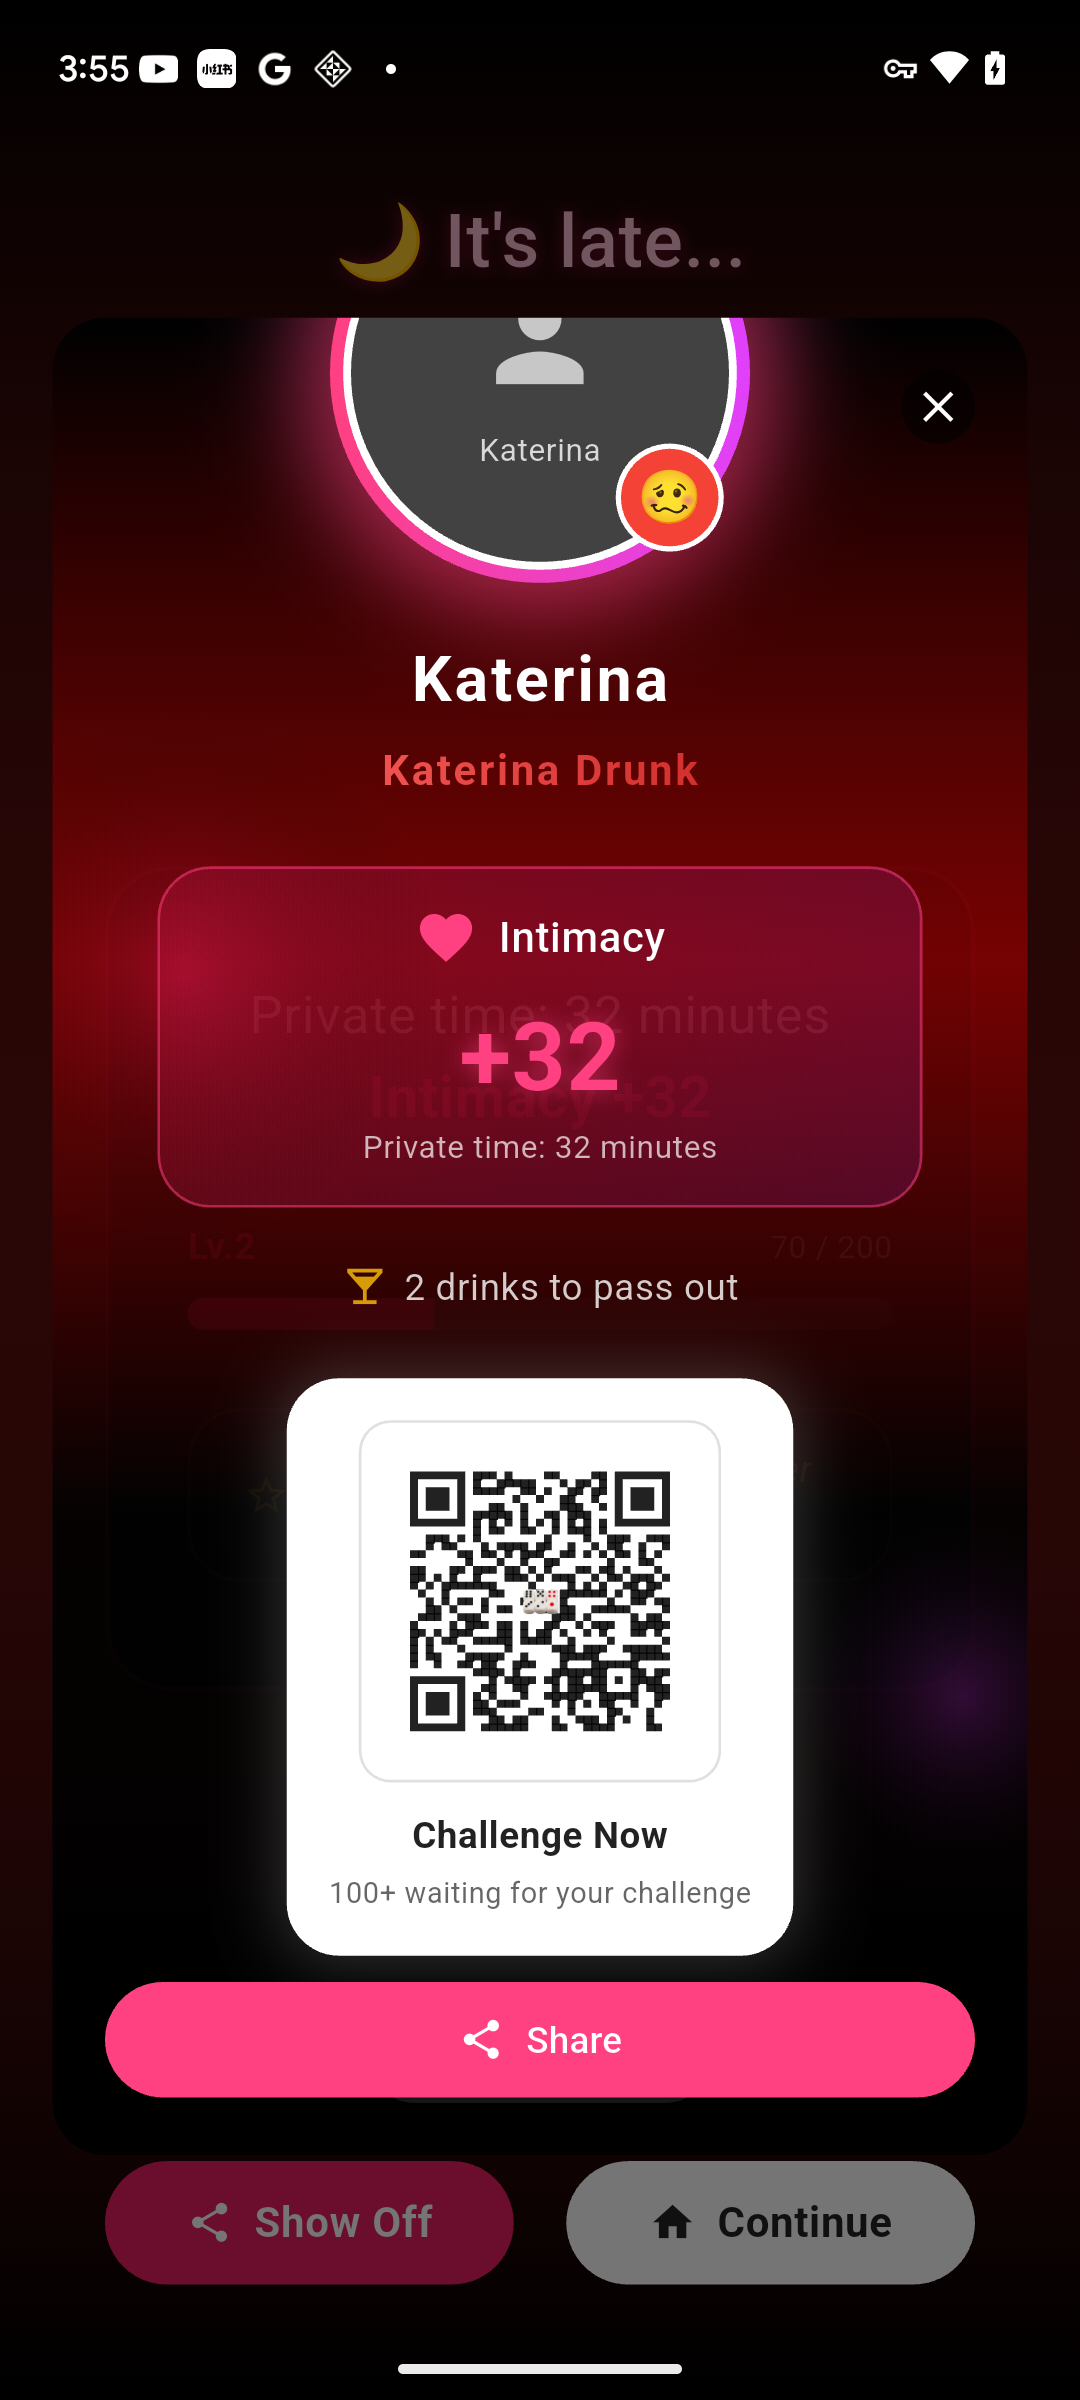 3:55
It's late...
Katerina
Katerina
Katerina Drunk
Intimacy
Private time: 32 minutes
+32
Intimacy +32
Private time: 32 minutes
Lv.2
70 / 200
2 drinks to pass out
Challenge Now
100+ waiting for your challenge
Share
Show Off
Continue